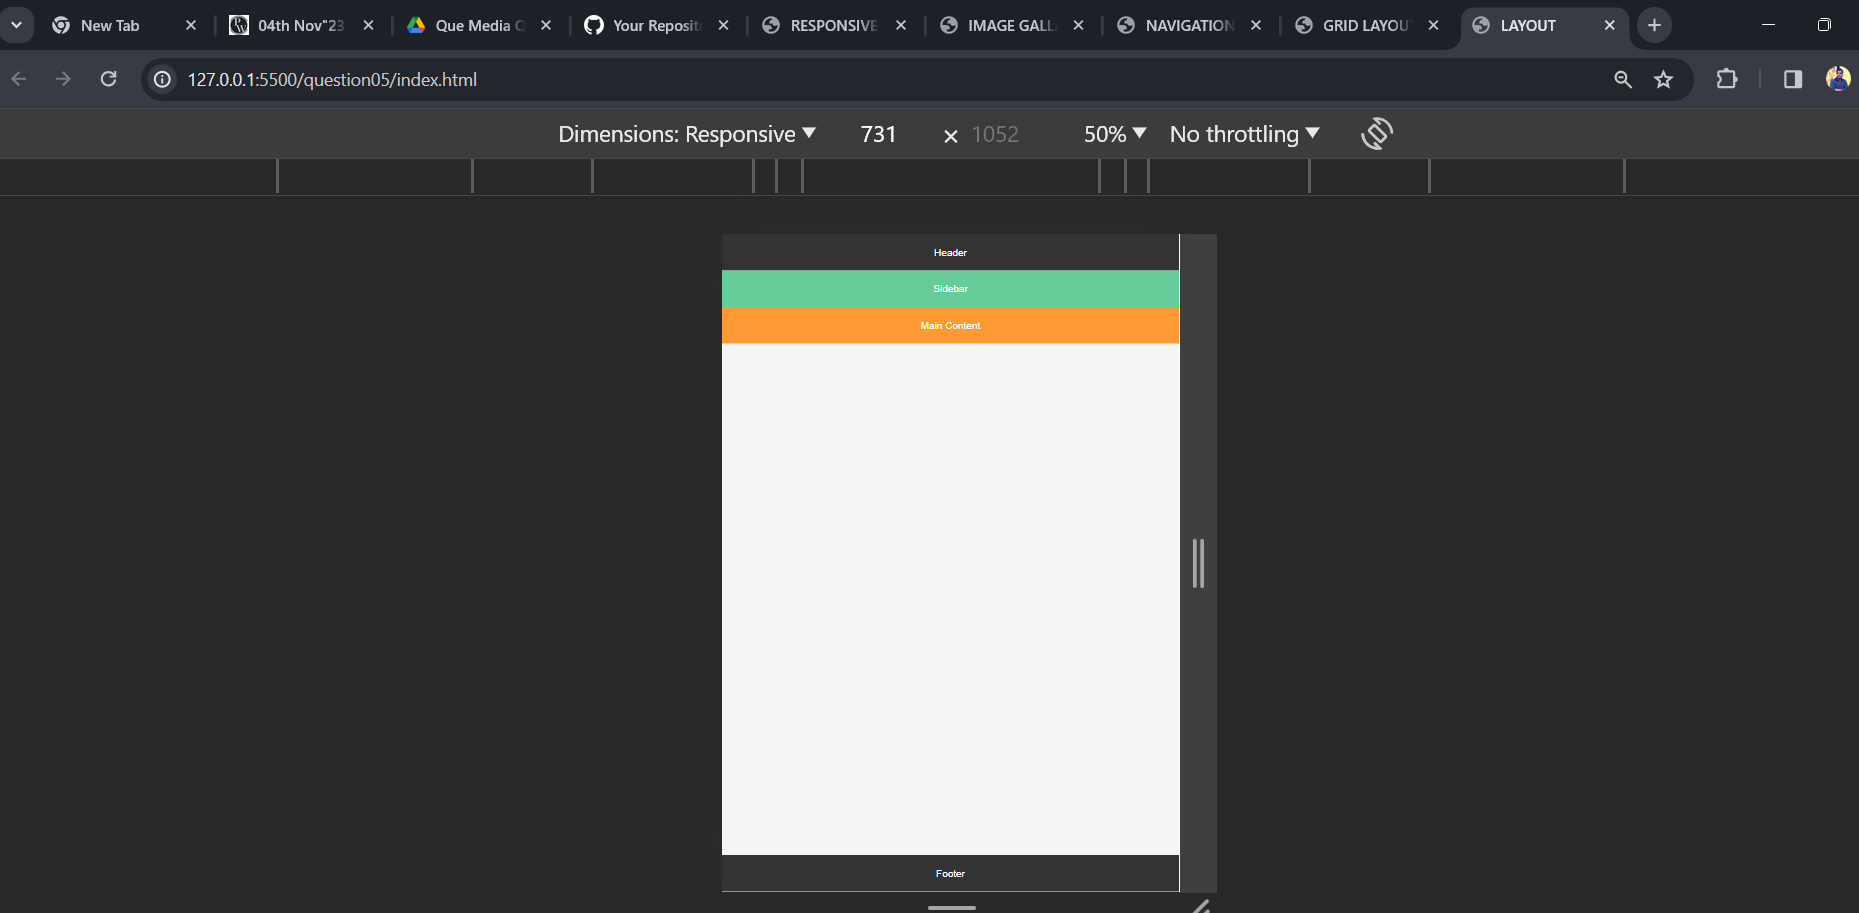 New Tab
04th Nov"23
Que Media Q
Your Reposito
RESPONSIVE
IMAGE GALL
NAVIGATION
GRID LAYOU
LAYOUT
127.0.0.1:5500/question05/index.html
Dimensions: Responsive ▼ 731 × 1052 50% ▼ No throttling ▼
Header
Sidebar
Main Content
Footer